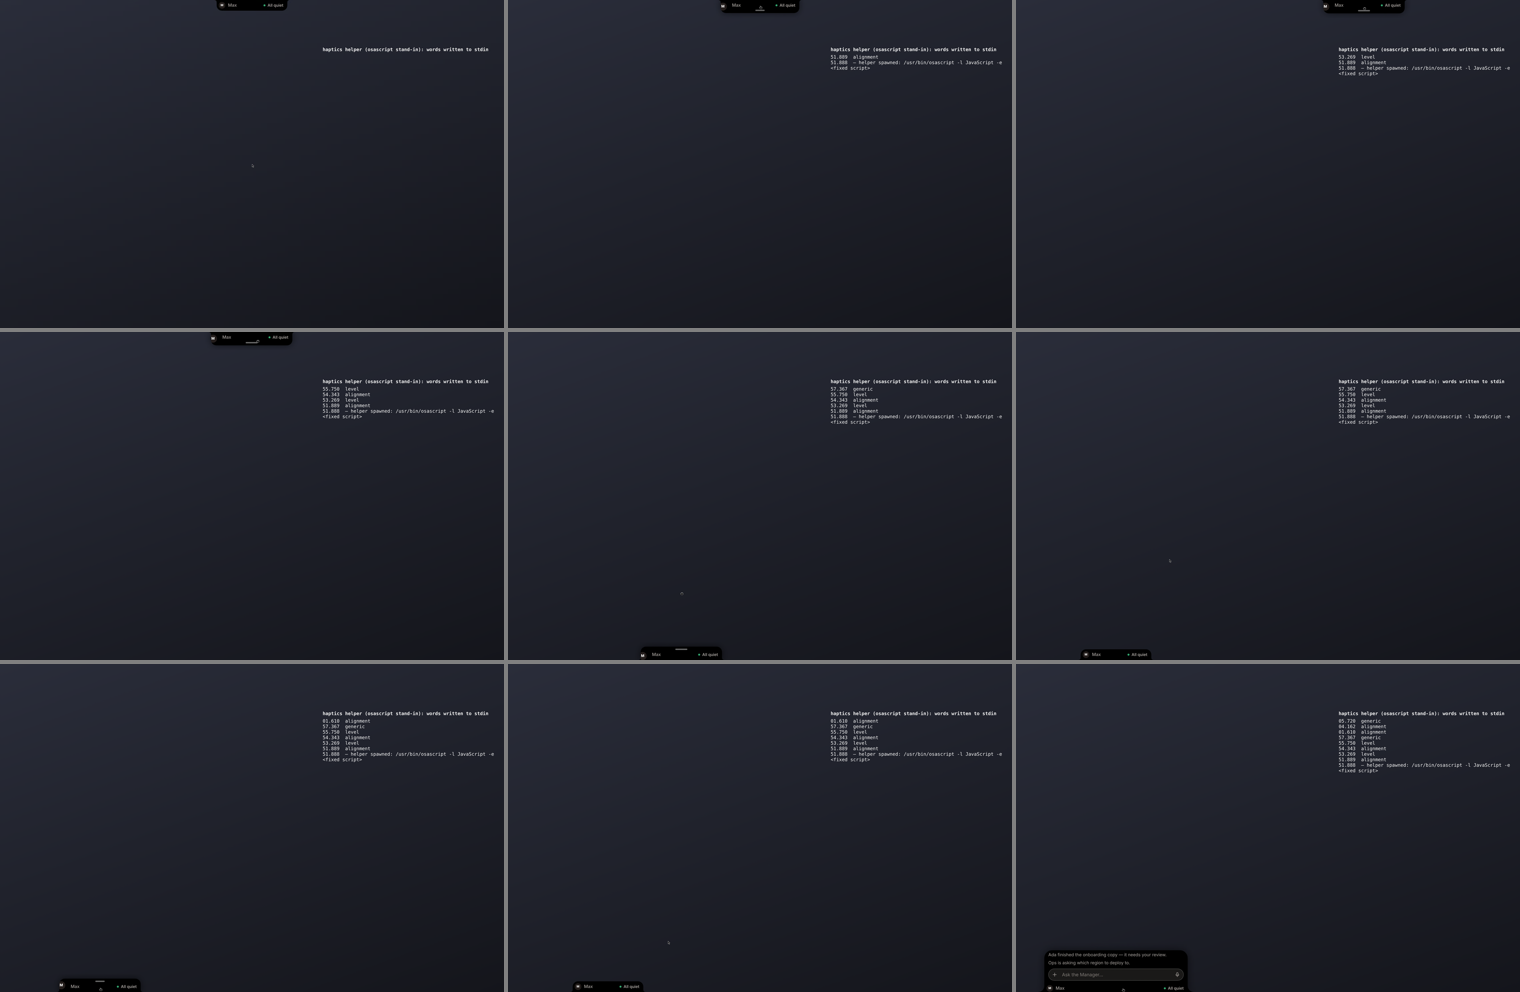 Max All quiet
haptics helper (osascript stand-in): words written to stdin
Max All quiet
haptics helper (osascript stand-in): words written to stdin
51.889 alignment
51.888 — helper spawned: /usr/bin/osascript -l JavaScript -e
<fixed script>
Max All quiet
haptics helper (osascript stand-in): words written to stdin
53.269 level
51.889 alignment
51.888 — helper spawned: /usr/bin/osascript -l JavaScript -e
<fixed script>
Max All quiet
haptics helper (osascript stand-in): words written to stdin
55.750 level
54.343 alignment
53.269 level
51.889 alignment
51.888 — helper spawned: /usr/bin/osascript -l JavaScript -e
<fixed script>
haptics helper (osascript stand-in): words written to stdin
57.367 generic
55.750 level
54.343 alignment
53.269 level
51.889 alignment
51.888 — helper spawned: /usr/bin/osascript -l JavaScript -e
<fixed script>
M Max All quiet
haptics helper (osascript stand-in): words written to stdin
57.367 generic
55.750 level
54.343 alignment
53.269 level
51.889 alignment
51.888 — helper spawned: /usr/bin/osascript -l JavaScript -e
<fixed script>
Max All quiet
haptics helper (osascript stand-in): words written to stdin
01.610 alignment
57.367 generic
55.750 level
54.343 alignment
53.269 level
51.889 alignment
51.888 — helper spawned: /usr/bin/osascript -l JavaScript -e
<fixed script>
M Max All quiet
haptics helper (osascript stand-in): words written to stdin
01.610 alignment
57.367 generic
55.750 level
54.343 alignment
53.269 level
51.889 alignment
51.888 — helper spawned: /usr/bin/osascript -l JavaScript -e
<fixed script>
Max All quiet
haptics helper (osascript stand-in): words written to stdin
05.720 generic
04.162 alignment
01.610 alignment
57.367 generic
55.750 level
54.343 alignment
53.269 level
51.889 alignment
51.888 — helper spawned: /usr/bin/osascript -l JavaScript -e
<fixed script>
Ada finished the onboarding copy — it needs your review.
Ops is asking which region to deploy to.
+ Ask the Manager...
M Max All quiet